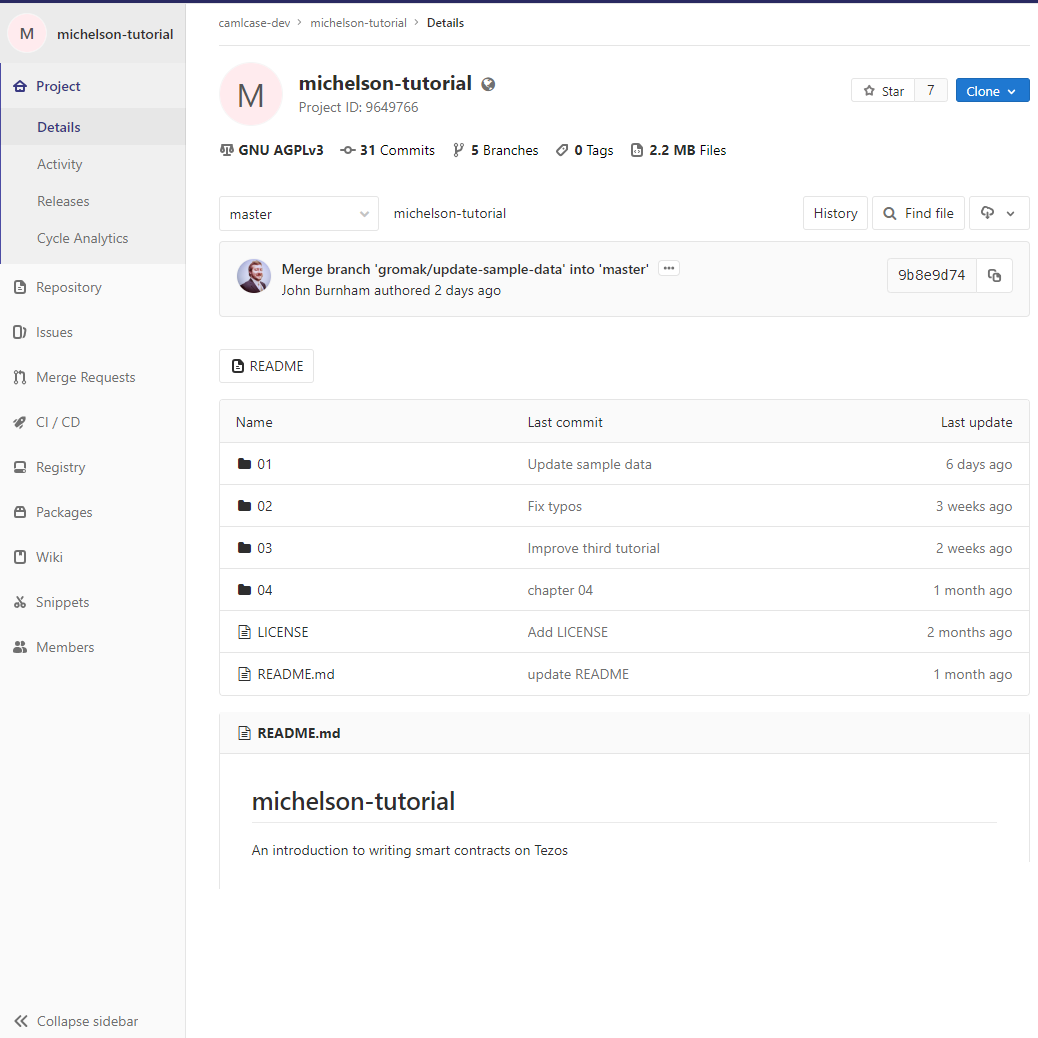 M michelson-tutorial
Project
Details
Activity
Releases
Cycle Analytics
Repository
Issues
Merge Requests
CI / CD
Registry
Packages
Wiki
Snippets
Members
Collapse sidebar
camlcase-dev > michelson-tutorial > Details
M
michelson-tutorial
Project ID: 9649766
Star 7 Clone
GNU AGPLv3 31 Commits 5 Branches 0 Tags 2.2 MB Files
master michelson-tutorial History Find file
Merge branch 'gromak/update-sample-data' into 'master' ...
John Burnham authored 2 days ago
9b8e9d74
README
Name Last commit Last update
01 Update sample data 6 days ago
02 Fix typos 3 weeks ago
03 Improve third tutorial 2 weeks ago
04 chapter 04 1 month ago
LICENSE Add LICENSE 2 months ago
README.md update README 1 month ago
README.md
michelson-tutorial
An introduction to writing smart contracts on Tezos